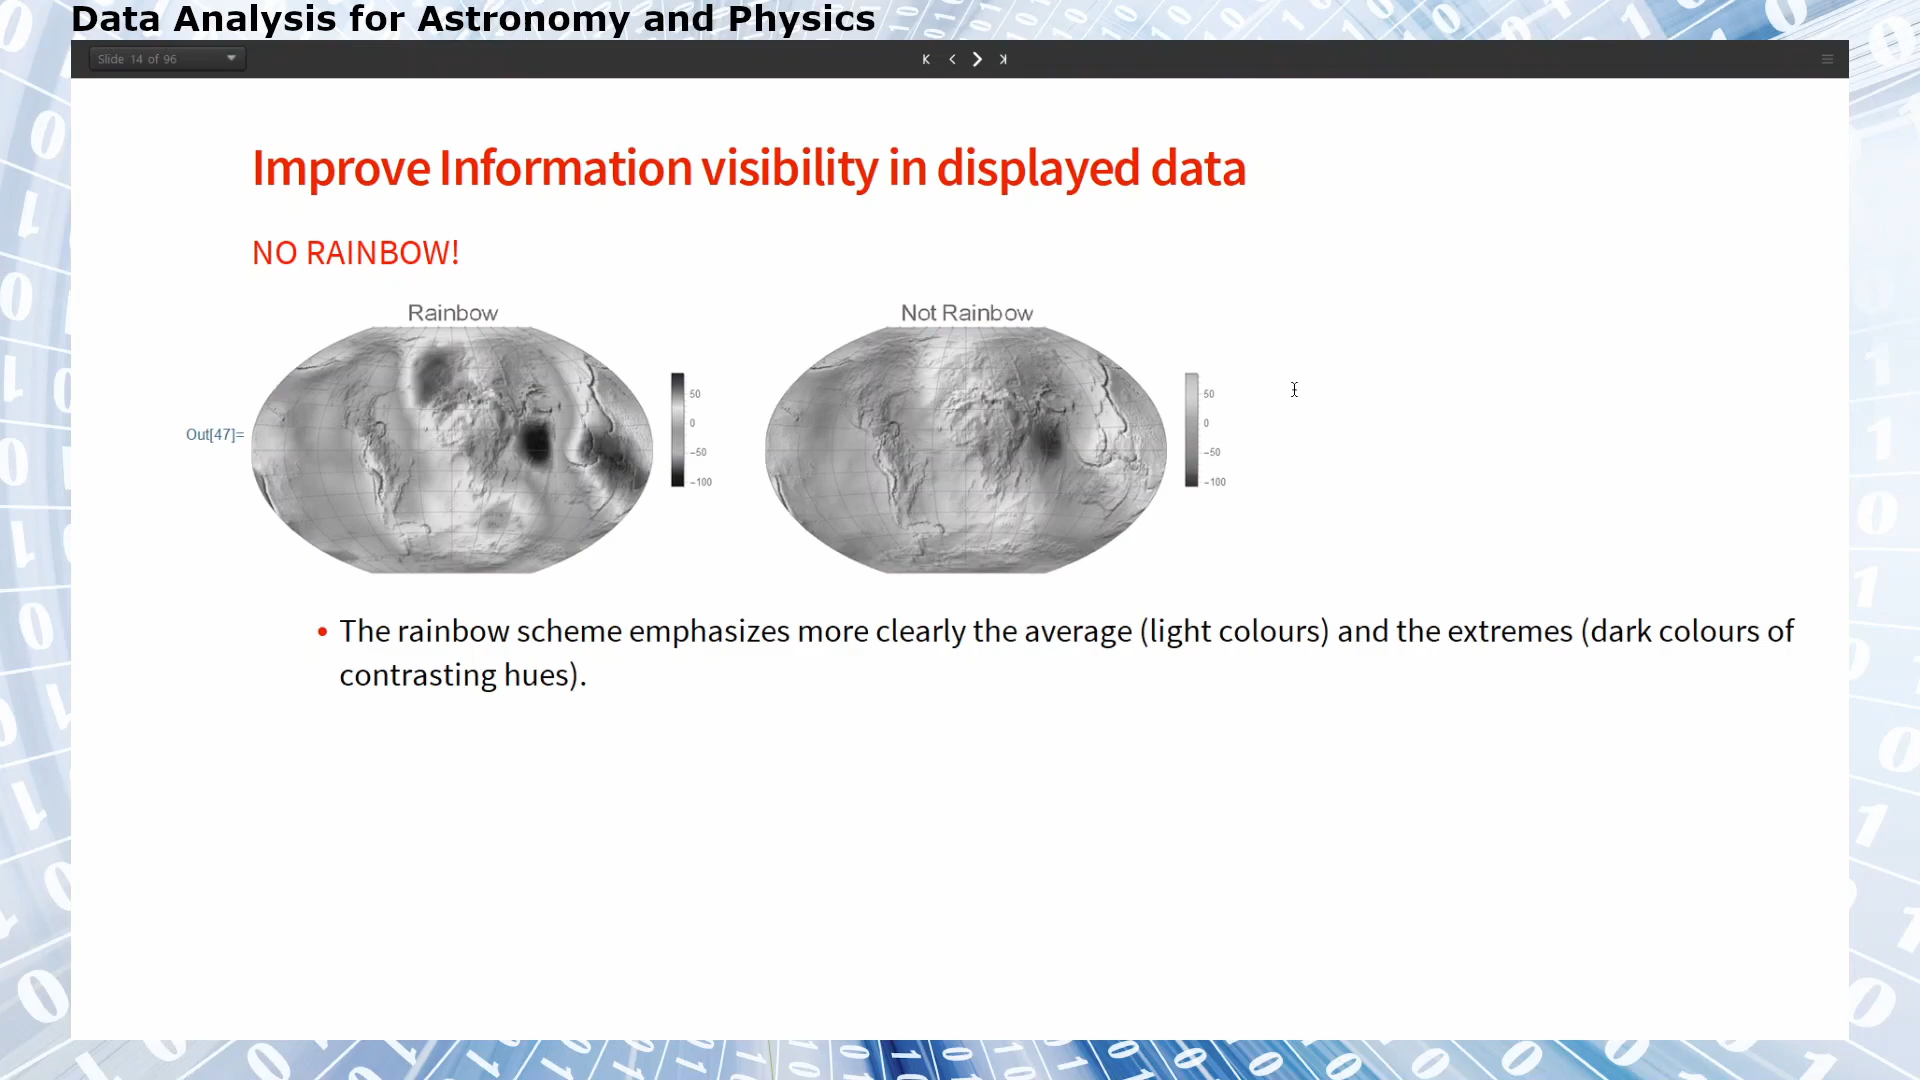 Data Analysis for Astronomy and Physics
Slide 14 of 96
Improve Information visibility in displayed data
NO RAINBOW!
Rainbow
Not Rainbow
Out[47]=
50
0
−50
−100
50
0
−50
−100
• The rainbow scheme emphasizes more clearly the average (light colours) and the extremes (dark colours of
contrasting hues).